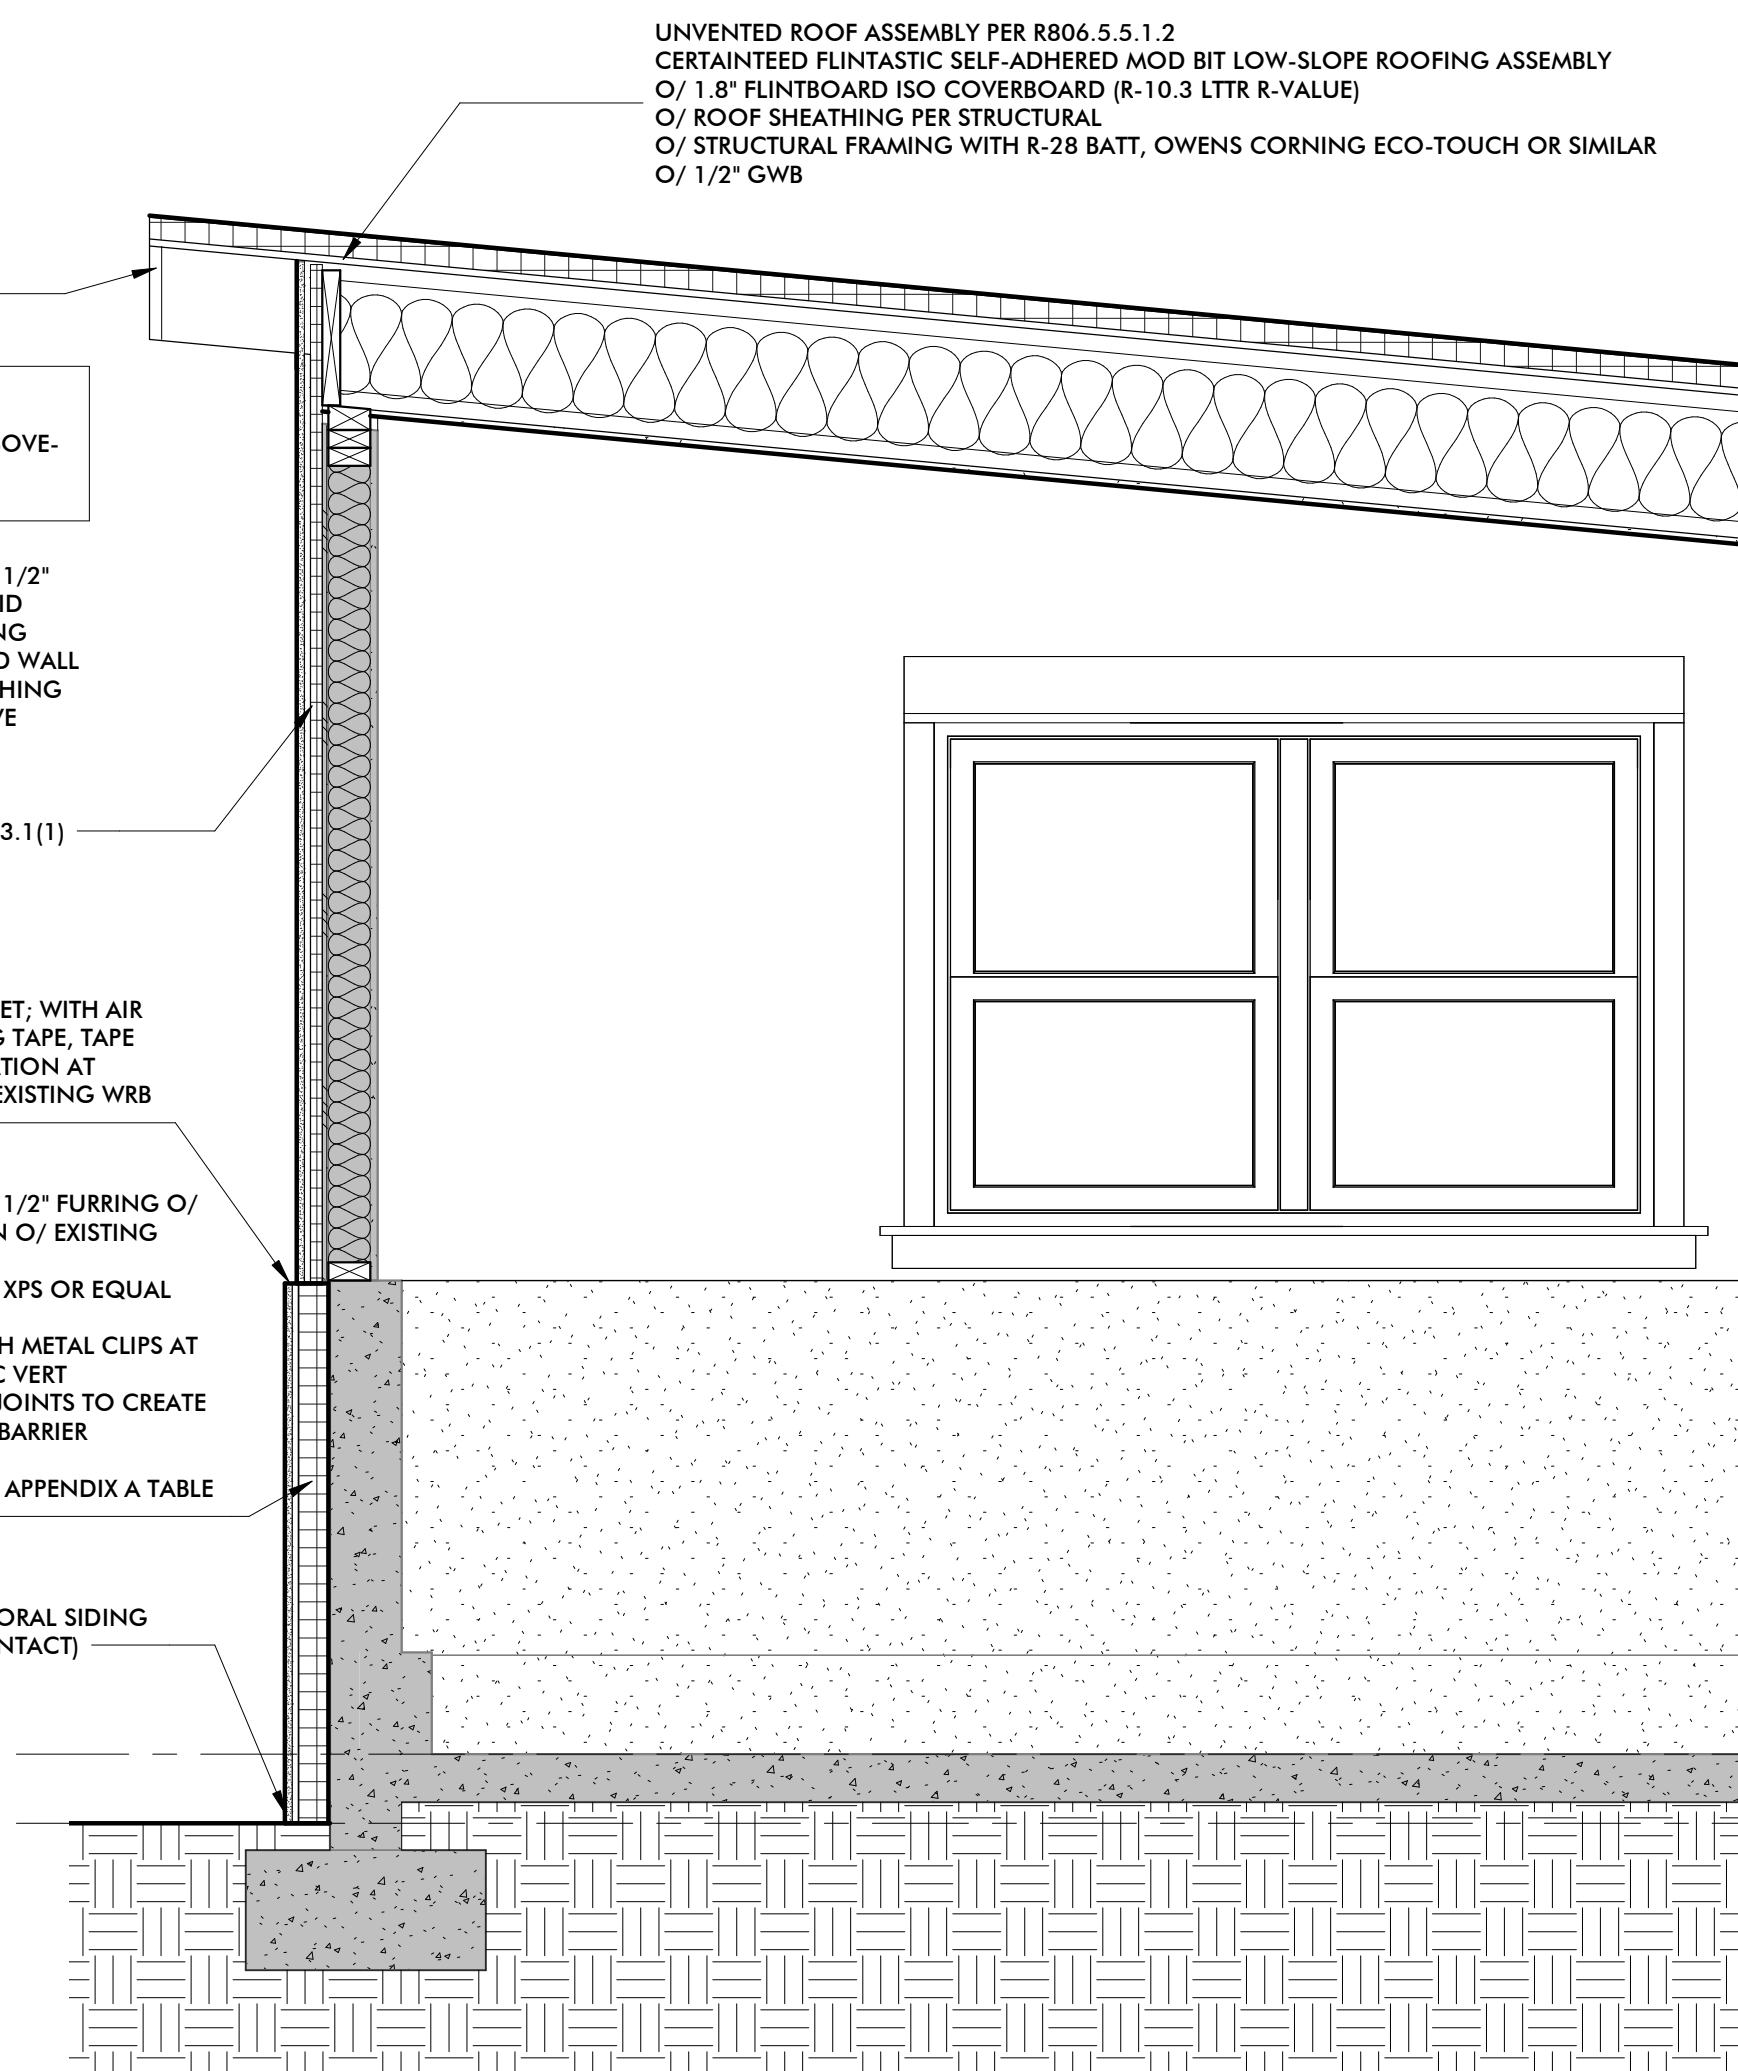 UNVENTED ROOF ASSEMBLY PER R806.5.5.1.2
CERTAINTEED FLINTASTIC SELF-ADHERED MOD BIT LOW-SLOPE ROOFING ASSEMBLY
O/ 1.8" FLINTBOARD ISO COVERBOARD (R-10.3 LTTR R-VALUE)
O/ ROOF SHEATHING PER STRUCTURAL
O/ STRUCTURAL FRAMING WITH R-28 BATT, OWENS CORNING ECO-TOUCH OR SIMILAR
O/ 1/2" GWB
OVE-
1/2"
ID
NG
D WALL
THING
VE
3.1(1)
ET; WITH AIR
G TAPE, TAPE
ATION AT
EXISTING WRB
1/2" FURRING O/
N O/ EXISTING
XPS OR EQUAL
H METAL CLIPS AT
C VERT
JOINTS TO CREATE
BARRIER
APPENDIX A TABLE
ORAL SIDING
NTACT)